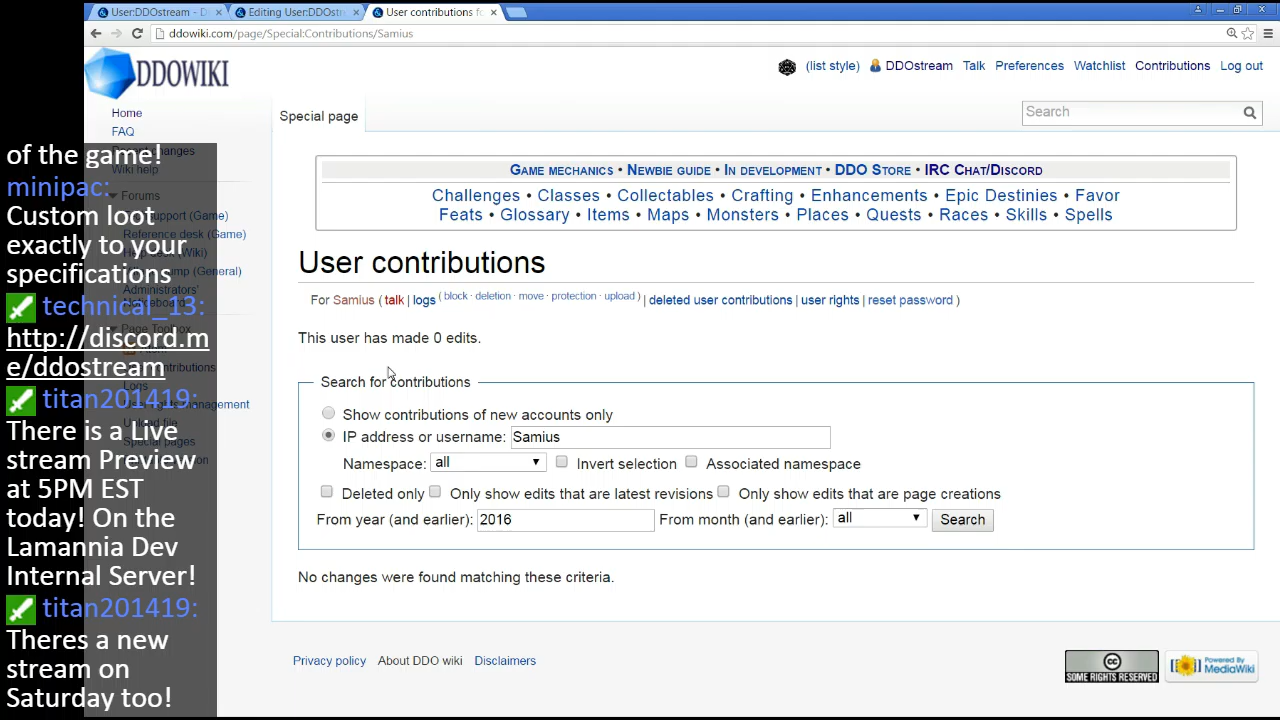 User:DDOstream - D
Editing User:DDOstr
User contributions f
ddowiki.com/page/Special:Contributions/Samius
DDOWIKI
(list style) DDOstream Talk Preferences Watchlist Contributions Log out
Home
FAQ
Special page
Search
of the game!
minipac:
Custom loot
exactly to your
specifications
technical_13:
http://discord.m
e/ddostream
titan201419:
There is a Live
stream Preview
at 5PM EST
today! On the
Lamannia Dev
Internal Server!
titan201419:
Theres a new
stream on
Saturday too!
Game mechanics • Newbie guide • In development • DDO Store • IRC Chat/Discord
Challenges • Classes • Collectables • Crafting • Enhancements • Epic Destinies • Favor
Feats • Glossary • Items • Maps • Monsters • Places • Quests • Races • Skills • Spells
User contributions
For Samius ( talk | logs ( block · deletion · move · protection · upload ) | deleted user contributions | user rights | reset password )
This user has made 0 edits.
Search for contributions
Show contributions of new accounts only
IP address or username: Samius
Namespace: all Invert selection Associated namespace
Deleted only Only show edits that are latest revisions Only show edits that are page creations
From year (and earlier): 2016 From month (and earlier): all Search
No changes were found matching these criteria.
Privacy policy About DDO wiki Disclaimers
CC
SOME RIGHTS RESERVED
Powered By
MediaWiki